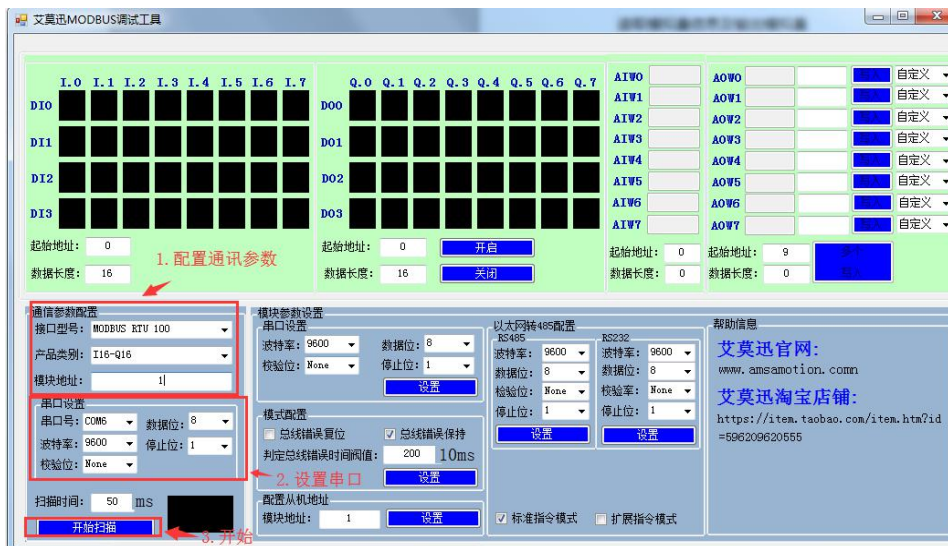 艾莫迅MODBUS调试工具
I.0 I.1 I.2 I.3 I.4 I.5 I.6 I.7
DI0
DI1
DI2
DI3
起始地址: 0
数据长度: 16
Q.0 Q.1 Q.2 Q.3 Q.4 Q.5 Q.6 Q.7
DO0
DO1
DO2
DO3
起始地址: 0 开启
数据长度: 16 关闭
AIW0
AIW1
AIW2
AIW3
AIW4
AIW5
AIW6
AIW7
起始地址: 0
数据长度: 0
AOW0 自定义
AOW1 自定义
AOW2 自定义
AOW3 自定义
AOW4 自定义
AOW5 自定义
AOW6 自定义
AOW7 自定义
起始地址: 9
数据长度: 0
1.配置通讯参数
通信参数配置
接口型号: MODBUS RTU 100
产品类别: I16-Q16
模块地址: 1
串口设置
串口号: COM6 数据位: 8
波特率: 9600 停止位: 1
校验位: None
2.设置串口
扫描时间: 50 ms
开始扫描
3.开始
模块参数设置
串口设置
波特率: 9600 数据位: 8
校验位: None 停止位: 1
设置
模式配置
总线错误复位 总线错误保持
判定总线错误时间阀值: 200 10ms
设置
配置从机地址
模块地址: 1 设置
以太网转485配置
RS485
波特率: 9600
数据位: 8
检验位: None
停止位: 1
设置
RS232
波特率: 9600
数据位: 8
校验率: None
停止位: 1
设置
标准指令模式 扩展指令模式
帮助信息
艾莫迅官网:
www.amsamotion.comn
艾莫迅淘宝店铺:
https://item.taobao.com/item.htm?id
=596209620555